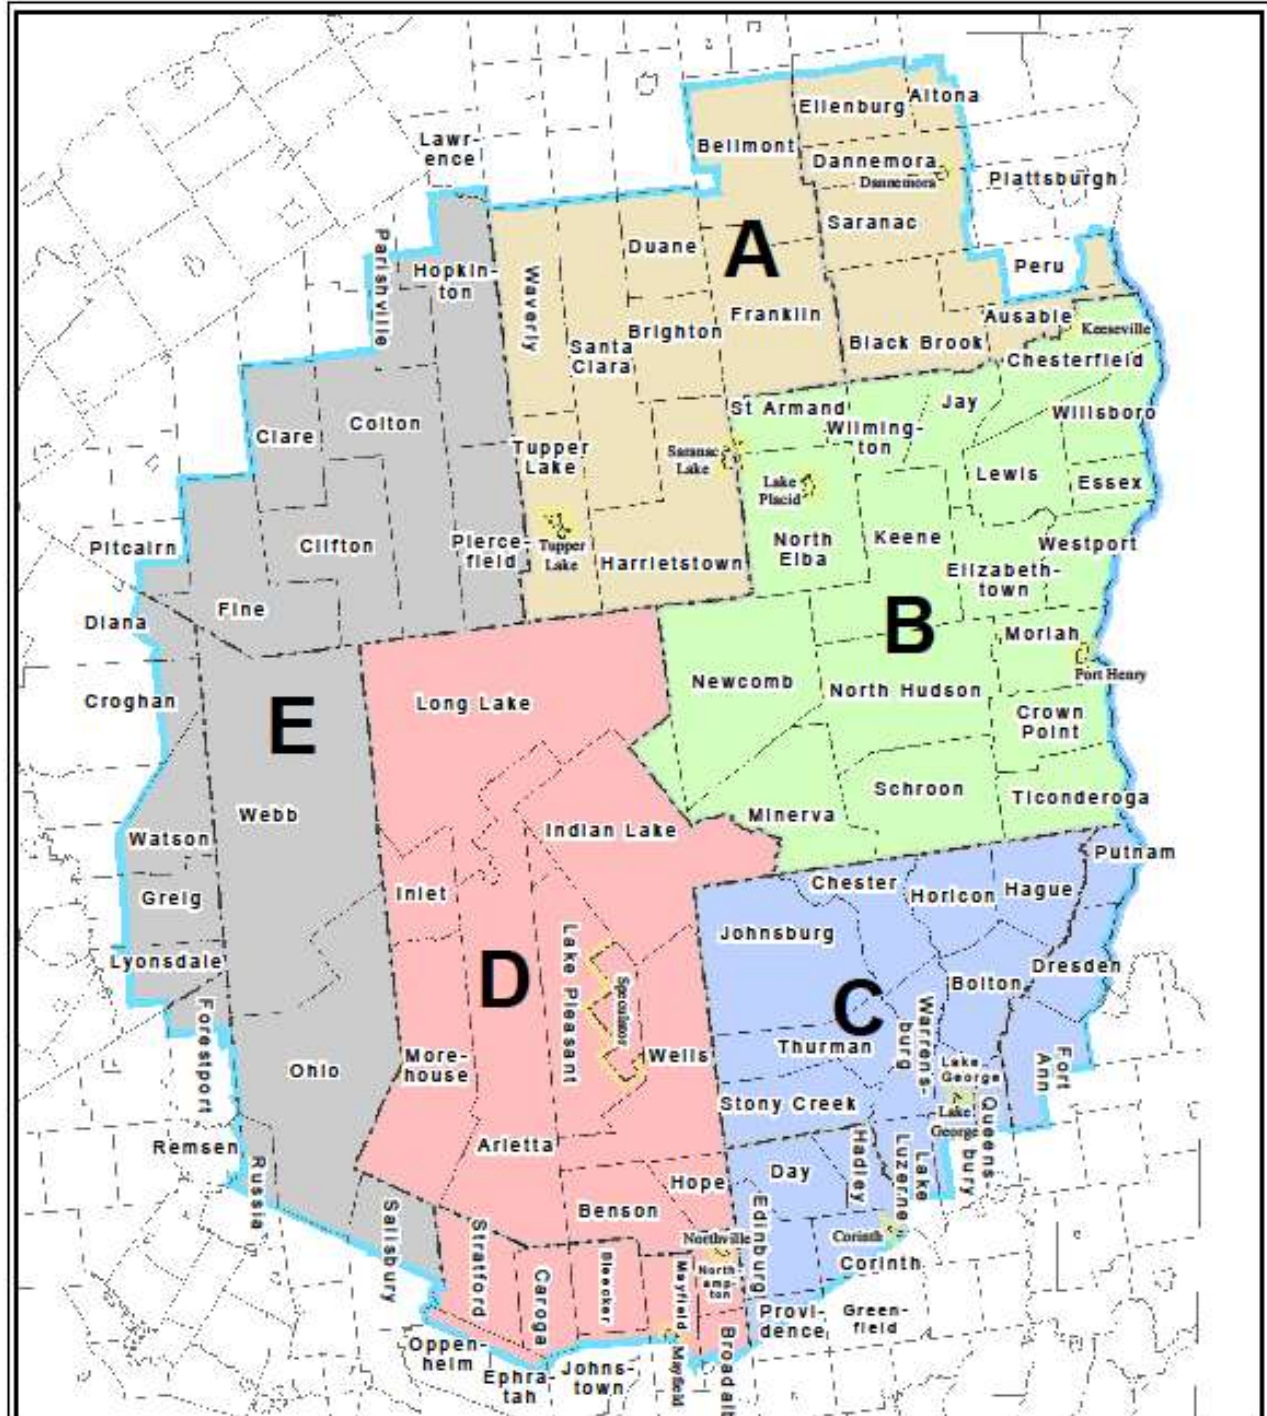 Altona
Ellenburg
Lawr-
ence
Bellmont
Dannemora
Dannemora
Plattsburgh
Saranac
Parishville
Duane
A
Peru
Hopkin-
ton
Waverly
Franklin
Ausable
Keeseville
Brighton
Santa
Clara
Black Brook
Chesterfield
St Armand
Jay
Willsboro
Colton
Clare
Wilming-
ton
Tupper
Lake
Saranac
Lake
Lake
Placid
Lewis
Essex
Pitcairn
Clifton
Pierce-
field
Tupper
Lake
Harrietstown
North
Elba
Keene
Westport
Elizabeth-
town
Fine
Diana
B
Moriah
Port Henry
Croghan
E
Long Lake
Newcomb
North Hudson
Crown
Point
Schroon
Ticonderoga
Webb
Minerva
Watson
Indian Lake
Putnam
Greig
Inlet
Chester
Horicon
Hague
Johnsburg
Lyonsdale
D
Lake Pleasant
Speculator
C
Bolton
Dresden
Forestport
Warrens-
burg
Thurman
Wells
More-
house
Ohio
Lake
George
Fort
Ann
Stony Creek
Lake
George
Queens
bury
Remsen
Russia
Arietta
Day
Hadley
Lake
Luzerne
Hope
Salisbury
Stratford
Benson
Edinburg
Northville
Corinth
Corinth
Caroga
Bleecker
Mayfield
North
amp-
ton
Provi-
dence
Green-
field
Oppen-
heim
Ephra-
tah
Johns-
town
Mayfield
Broadalb